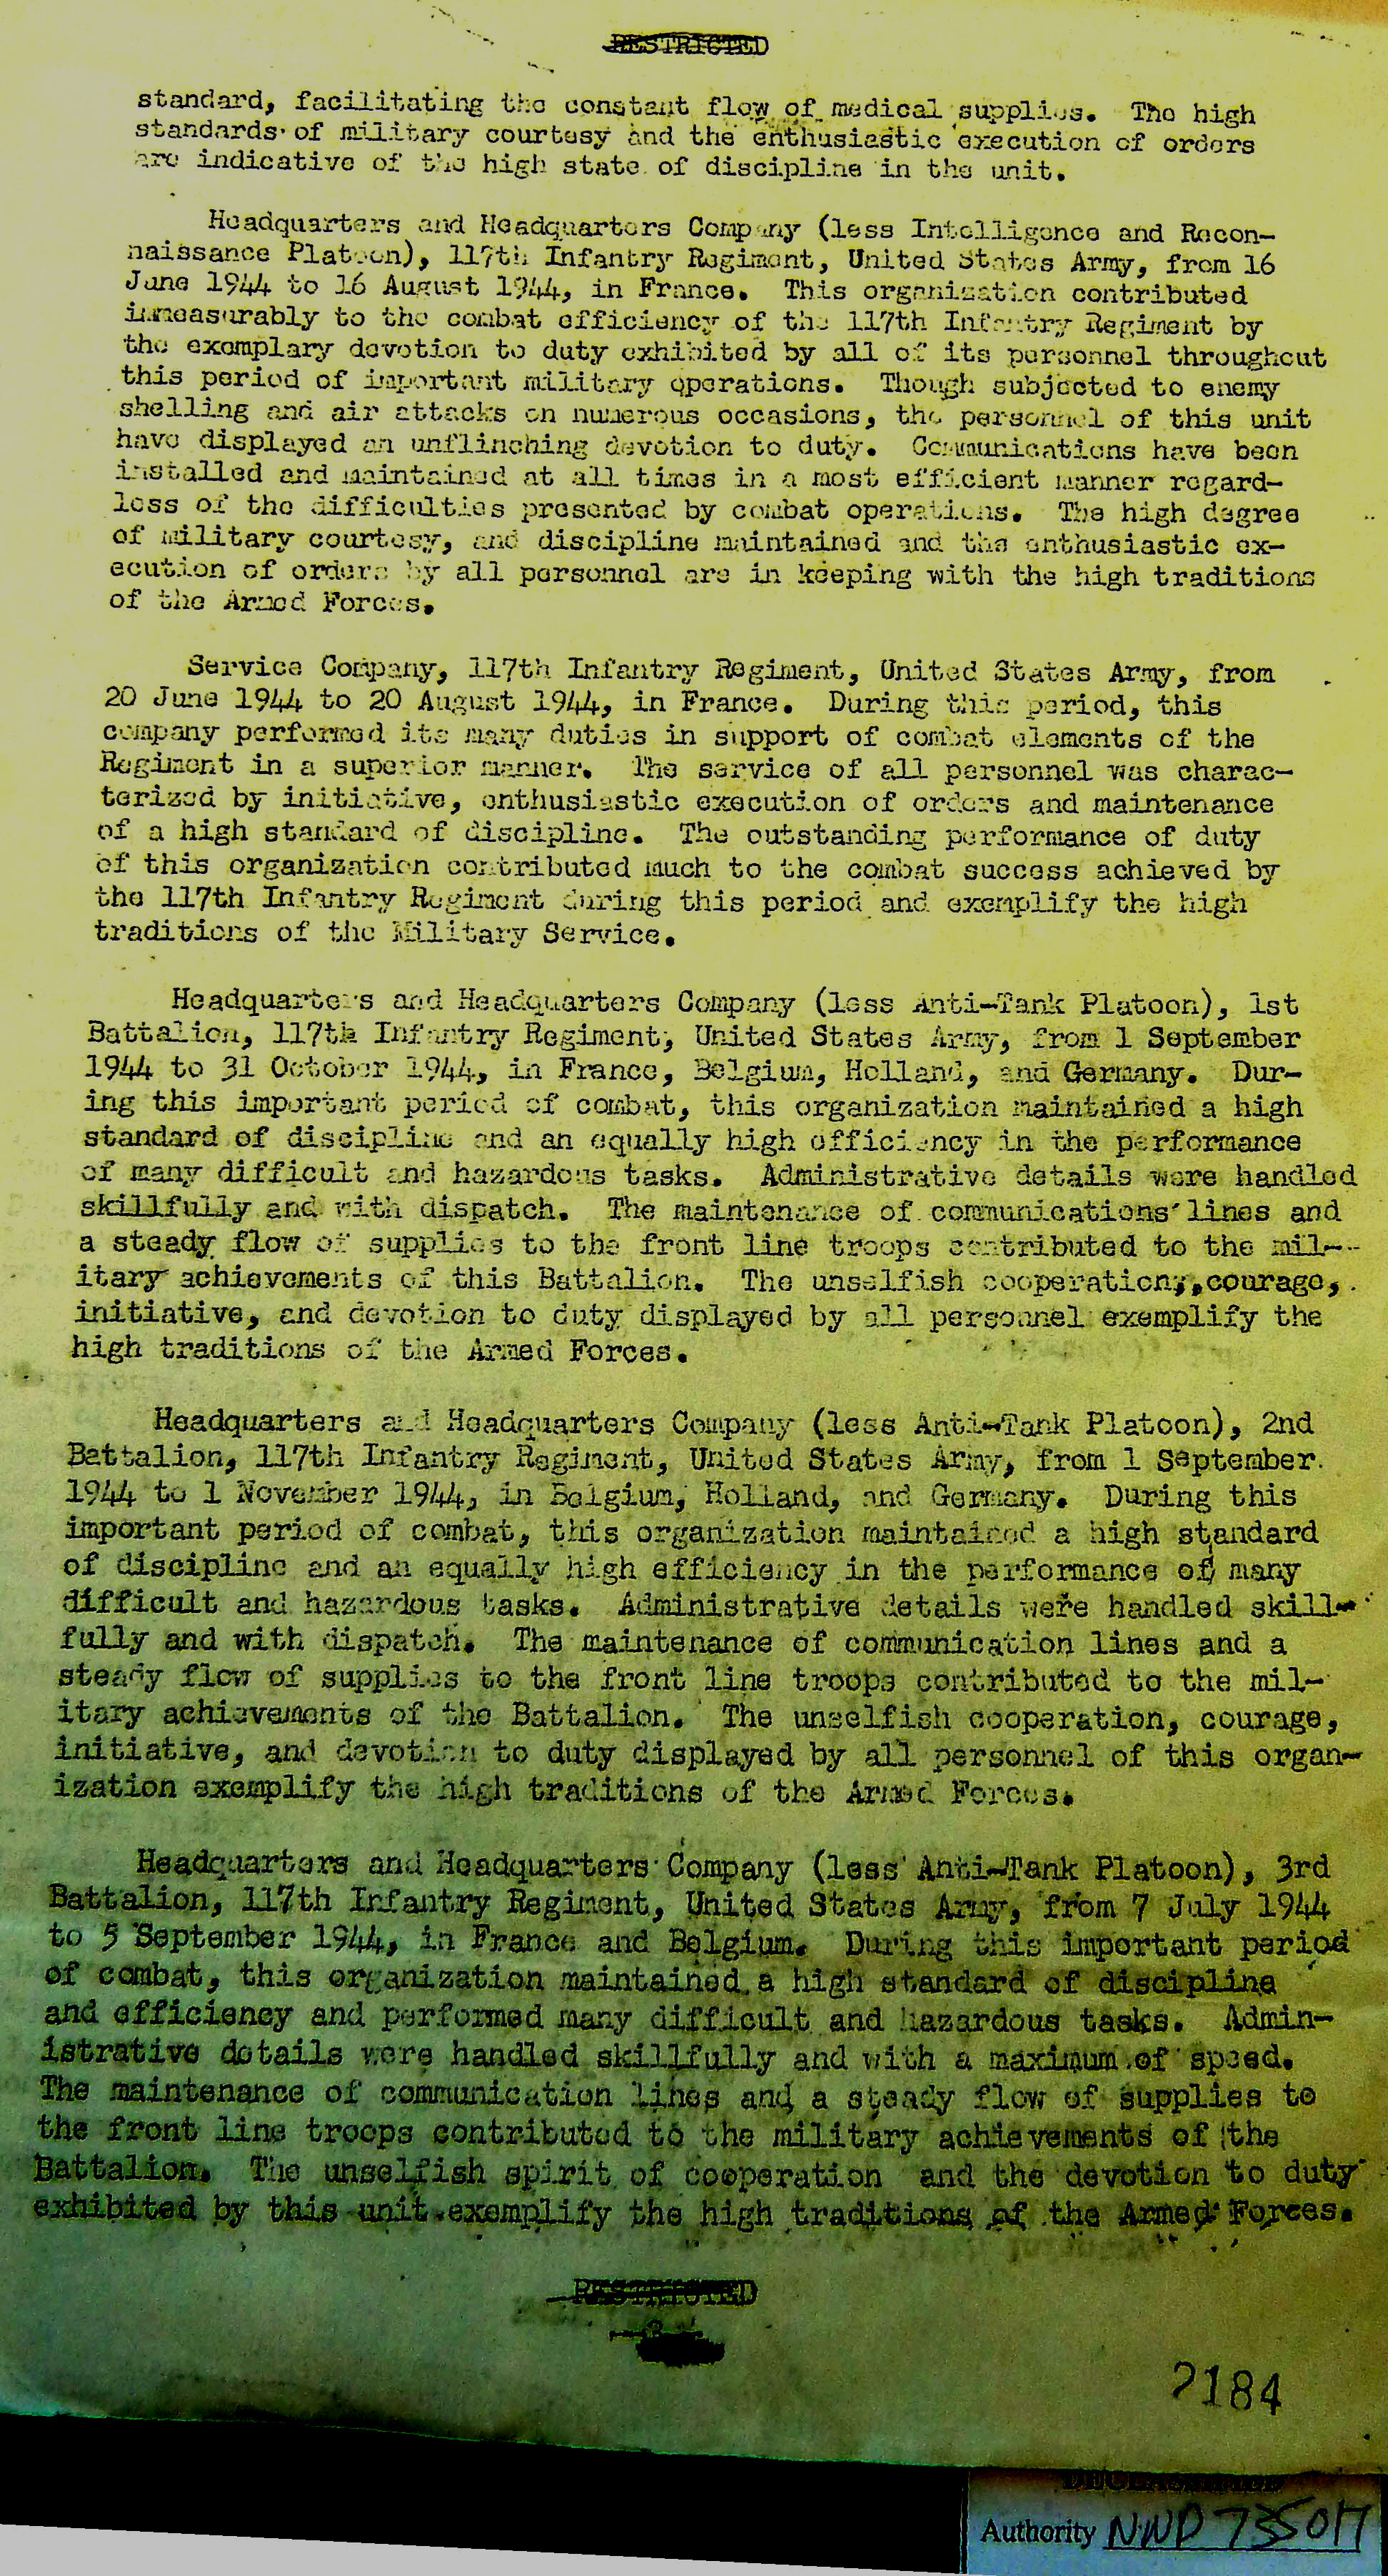 RESTRICTED
standard, facilitating the constant flow of medical supplies. The high
standards of military courtesy and the enthusiastic execution of orders
are indicative of the high state of discipline in the unit.
Headquarters and Headquarters Company (less Intelligence and Recon-
naissance Platoon), 117th Infantry Regiment, United States Army, from 16
June 1944 to 16 August 1944, in France. This organization contributed
immeasurably to the combat efficiency of the 117th Infantry Regiment by
the exemplary devotion to duty exhibited by all of its personnel throughout
this period of important military operations. Though subjected to enemy
shelling and air attacks on numerous occasions, the personnel of this unit
have displayed an unflinching devotion to duty. Communications have been
installed and maintained at all times in a most efficient manner regard-
less of the difficulties presented by combat operations. The high degree
of military courtesy, and discipline maintained and the enthusiastic ex-
ecution of orders by all personnel are in keeping with the high traditions
of the Armed Forces.
Service Company, 117th Infantry Regiment, United States Army, from
20 June 1944 to 20 August 1944, in France. During this period, this
company performed its many duties in support of combat elements of the
Regiment in a superior manner. The service of all personnel was charac-
terized by initiative, enthusiastic execution of orders and maintenance
of a high standard of discipline. The outstanding performance of duty
of this organization contributed much to the combat success achieved by
the 117th Infantry Regiment during this period and exemplify the high
traditions of the Military Service.
Headquarters and Headquarters Company (less Anti-Tank Platoon), 1st
Battalion, 117th Infantry Regiment, United States Army, from 1 September
1944 to 31 October 1944, in France, Belgium, Holland, and Germany. Dur-
ing this important period of combat, this organization maintained a high
standard of discipline and an equally high efficiency in the performance
of many difficult and hazardous tasks. Administrative details were handled
skillfully and with dispatch. The maintenance of communications lines and
a steady flow of supplies to the front line troops contributed to the mil-
itary achievements of this Battalion. The unselfish cooperation, courage,
initiative, and devotion to duty displayed by all personnel exemplify the
high traditions of the Armed Forces.
Headquarters and Headquarters Company (less Anti-Tank Platoon), 2nd
Battalion, 117th Infantry Regiment, United States Army, from 1 September
1944 to 1 November 1944, in Belgium, Holland, and Germany. During this
important period of combat, this organization maintained a high standard
of discipline and an equally high efficiency in the performance of many
difficult and hazardous tasks. Administrative details were handled skill-
fully and with dispatch. The maintenance of communication lines and a
steady flow of supplies to the front line troops contributed to the mil-
itary achievements of the Battalion. The unselfish cooperation, courage,
initiative, and devotion to duty displayed by all personnel of this organ-
ization exemplify the high traditions of the Armed Forces.
Headquarters and Headquarters Company (less Anti-Tank Platoon), 3rd
Battalion, 117th Infantry Regiment, United States Army, from 7 July 1944
to 5 September 1944, in France and Belgium. During this important period
of combat, this organization maintained a high standard of discipline
and efficiency and performed many difficult and hazardous tasks. Admin-
istrative details were handled skillfully and with a maximum of speed.
The maintenance of communication lines and a steady flow of supplies to
the front line troops contributed to the military achievements of the
Battalion. The unselfish spirit of cooperation and the devotion to duty
exhibited by this unit exemplify the high traditions of the Armed Forces.
RESTRICTED
2184
DECLASSIFIED
Authority NWD 735017